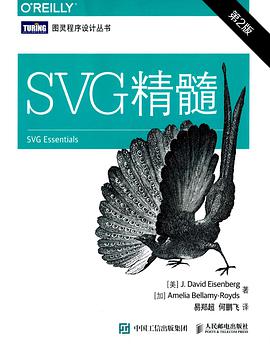 O'REILLY®
TURING 图灵程序设计丛书
第2版
SVG精髓
SVG Essentials
[美] J. David Eisenberg
[加] Amelia Bellamy-Royds 著
易郑超 何鹏飞 译
中国工信出版集团
人民邮电出版社
POSTS & TELECOM PRESS